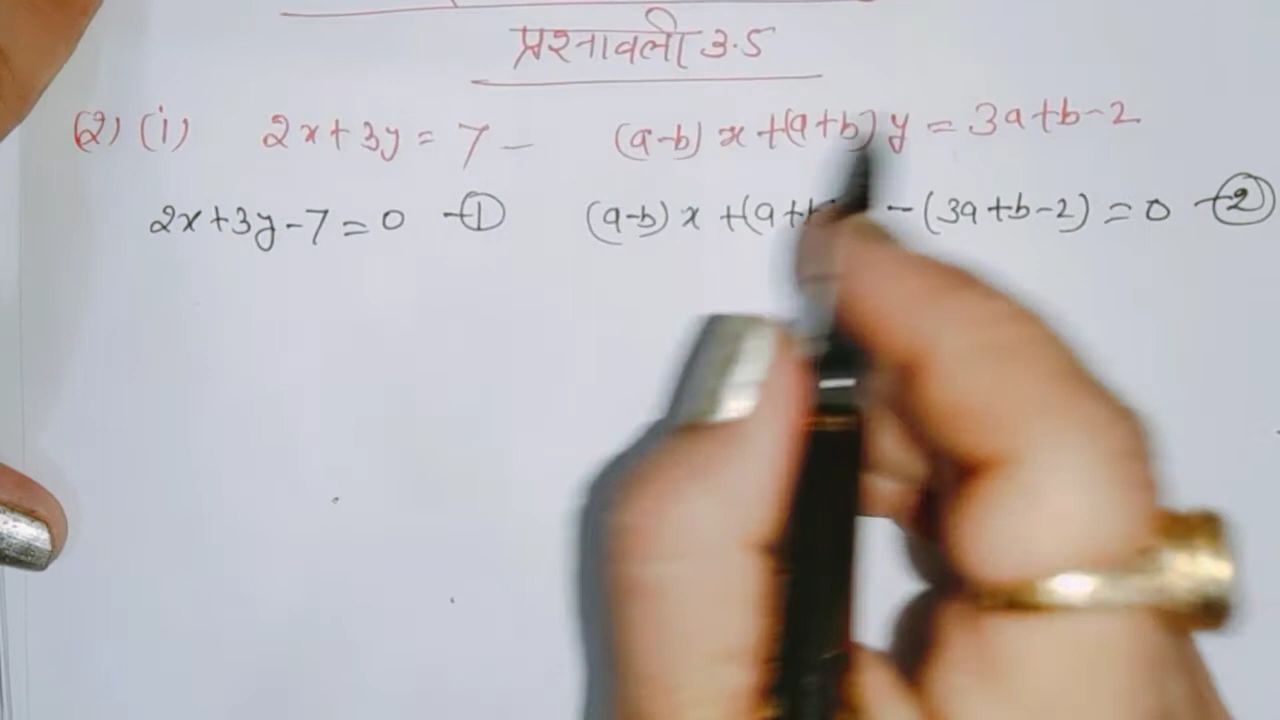 प्रश्नावली 3.5
(2) (i) 2x+3y = 7 - (a-b) x +(a+b) y = 3a+b-2
2x+3y-7=0 -① (a-b) x +(a+ -(3a+b-2) = 0 -②